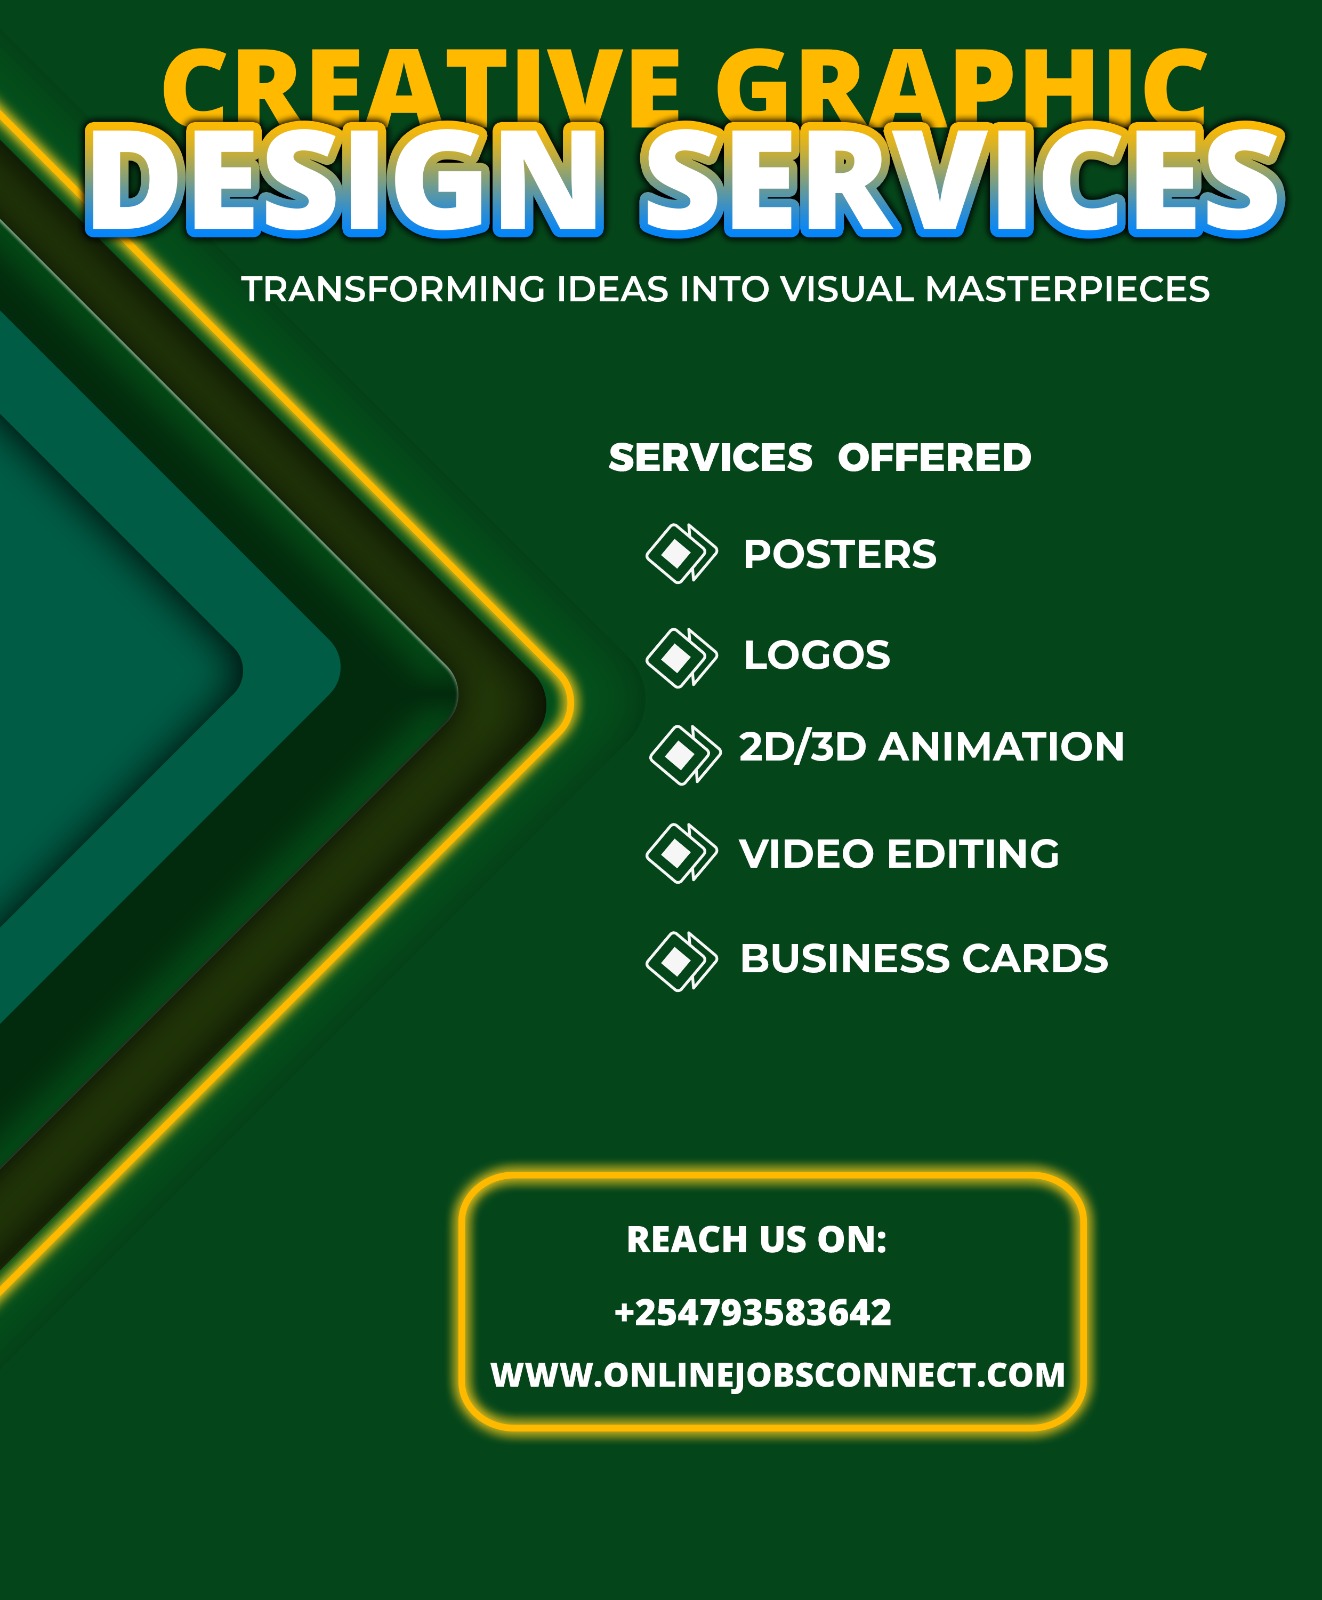 CREATIVE GRAPHIC
DESIGN SERVICES
TRANSFORMING IDEAS INTO VISUAL MASTERPIECES
SERVICES OFFERED
POSTERS
LOGOS
2D/3D ANIMATION
VIDEO EDITING
BUSINESS CARDS
REACH US ON:
+254793583642
WWW.ONLINEJOBSCONNECT.COM